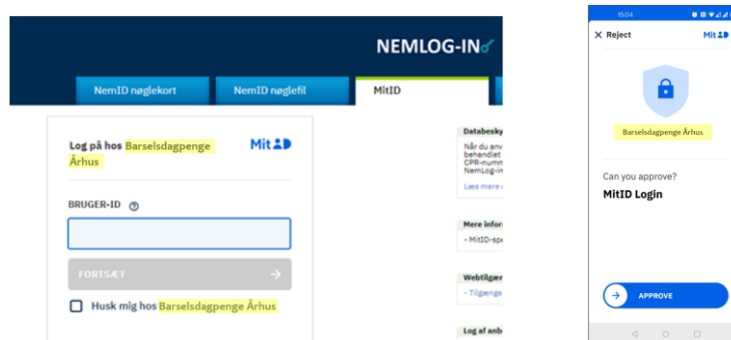 NEMLOG-IN
NemID nøglekort
NemID nøglefil
MitID
Log på hos Barselsdagpenge
Århus
Mit
BRUGER-ID
FORTSÆT
Husk mig hos Barselsdagpenge Århus
Databesky
Når du anv
behandlet
CPR-numm
NemLog-in
Læs mere
Mere infor
- MitID-spø
Webtilgær
- Tilgænge
Log af anb
15.04
Reject
Mit
Barselsdagpenge Århus
Can you approve?
MitID Login
APPROVE